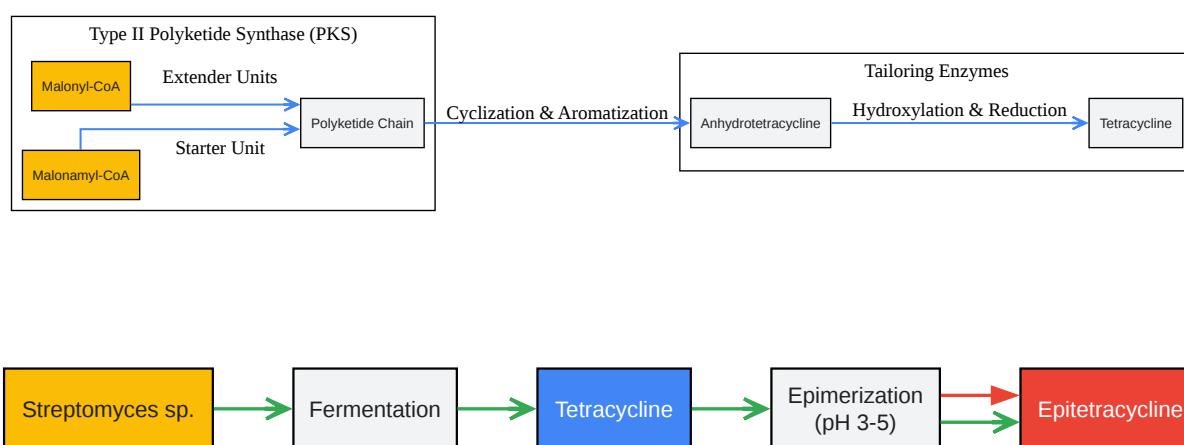 Type II Polyketide Synthase (PKS)
Malonyl-CoA
Extender Units
Polyketide Chain
Starter Unit
Malonamyl-CoA
Cyclization & Aromatization
Tailoring Enzymes
Anhydrotetracycline
Hydroxylation & Reduction
Tetracycline
Streptomyces sp.
Fermentation
Tetracycline
Epimerization
(pH 3-5)
Epitetracycline